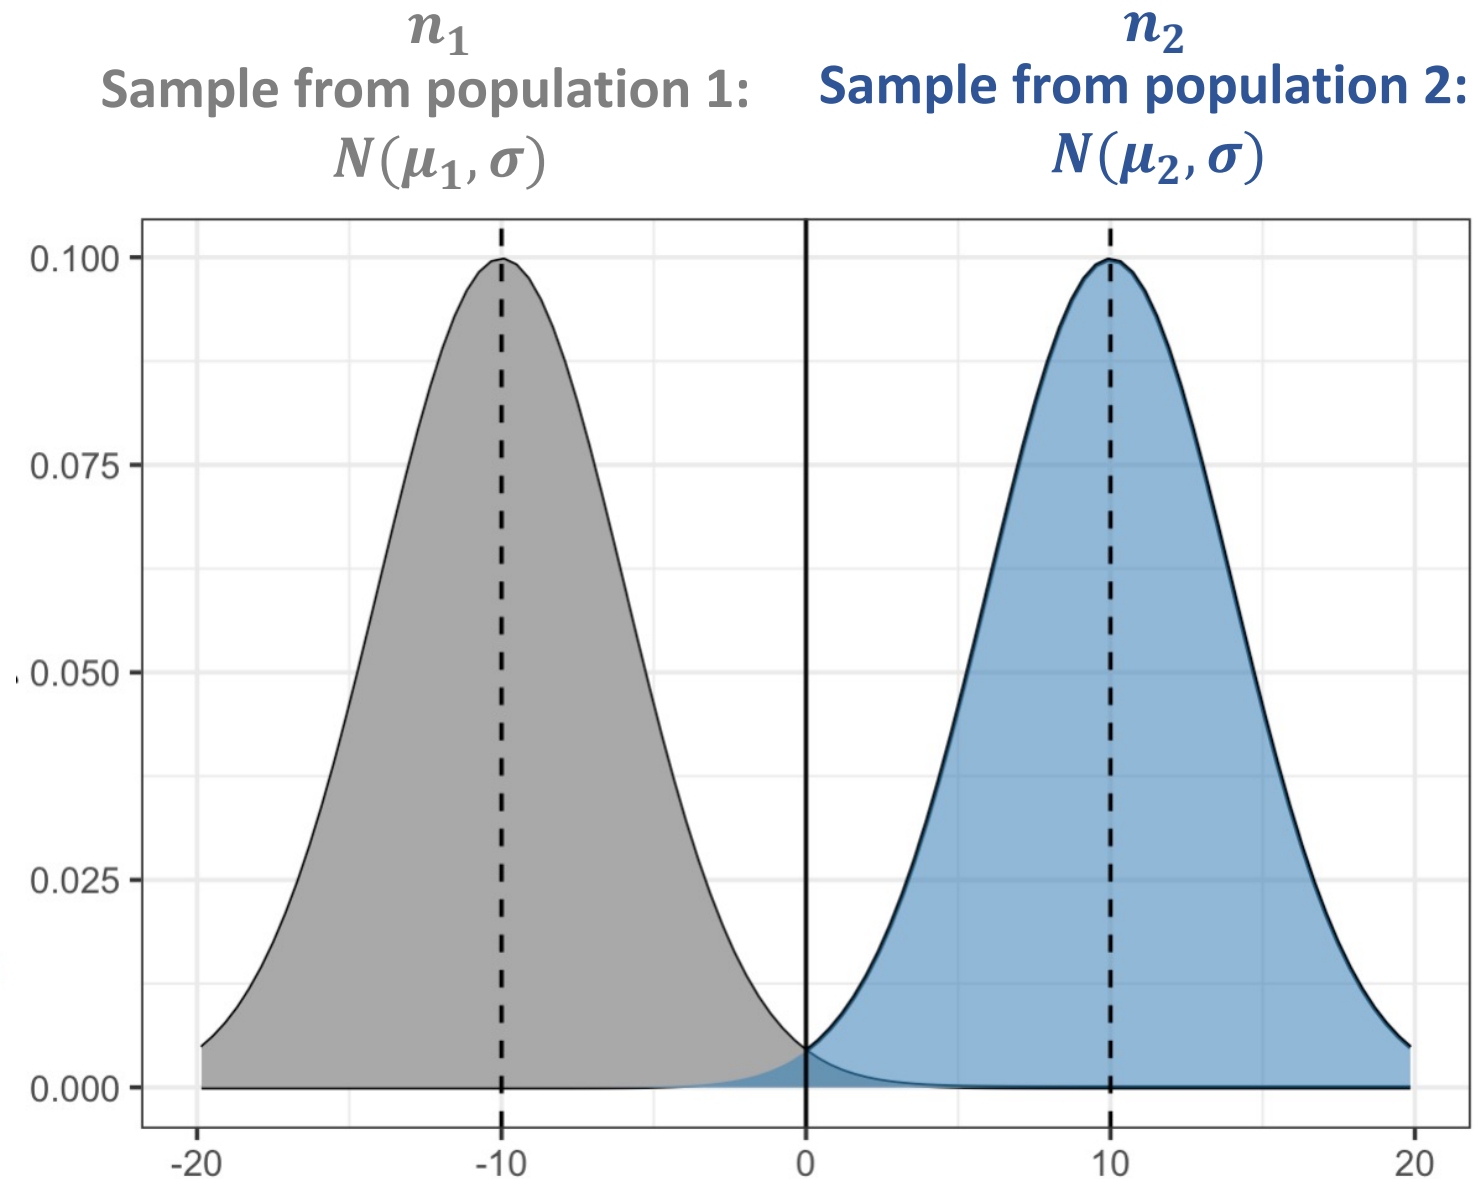 n₁
Sample from population 1:
N(μ₁, σ)
n₂
Sample from population 2:
N(μ₂, σ)
0.100
0.075
0.050
0.025
0.000
-20 -10 0 10 20